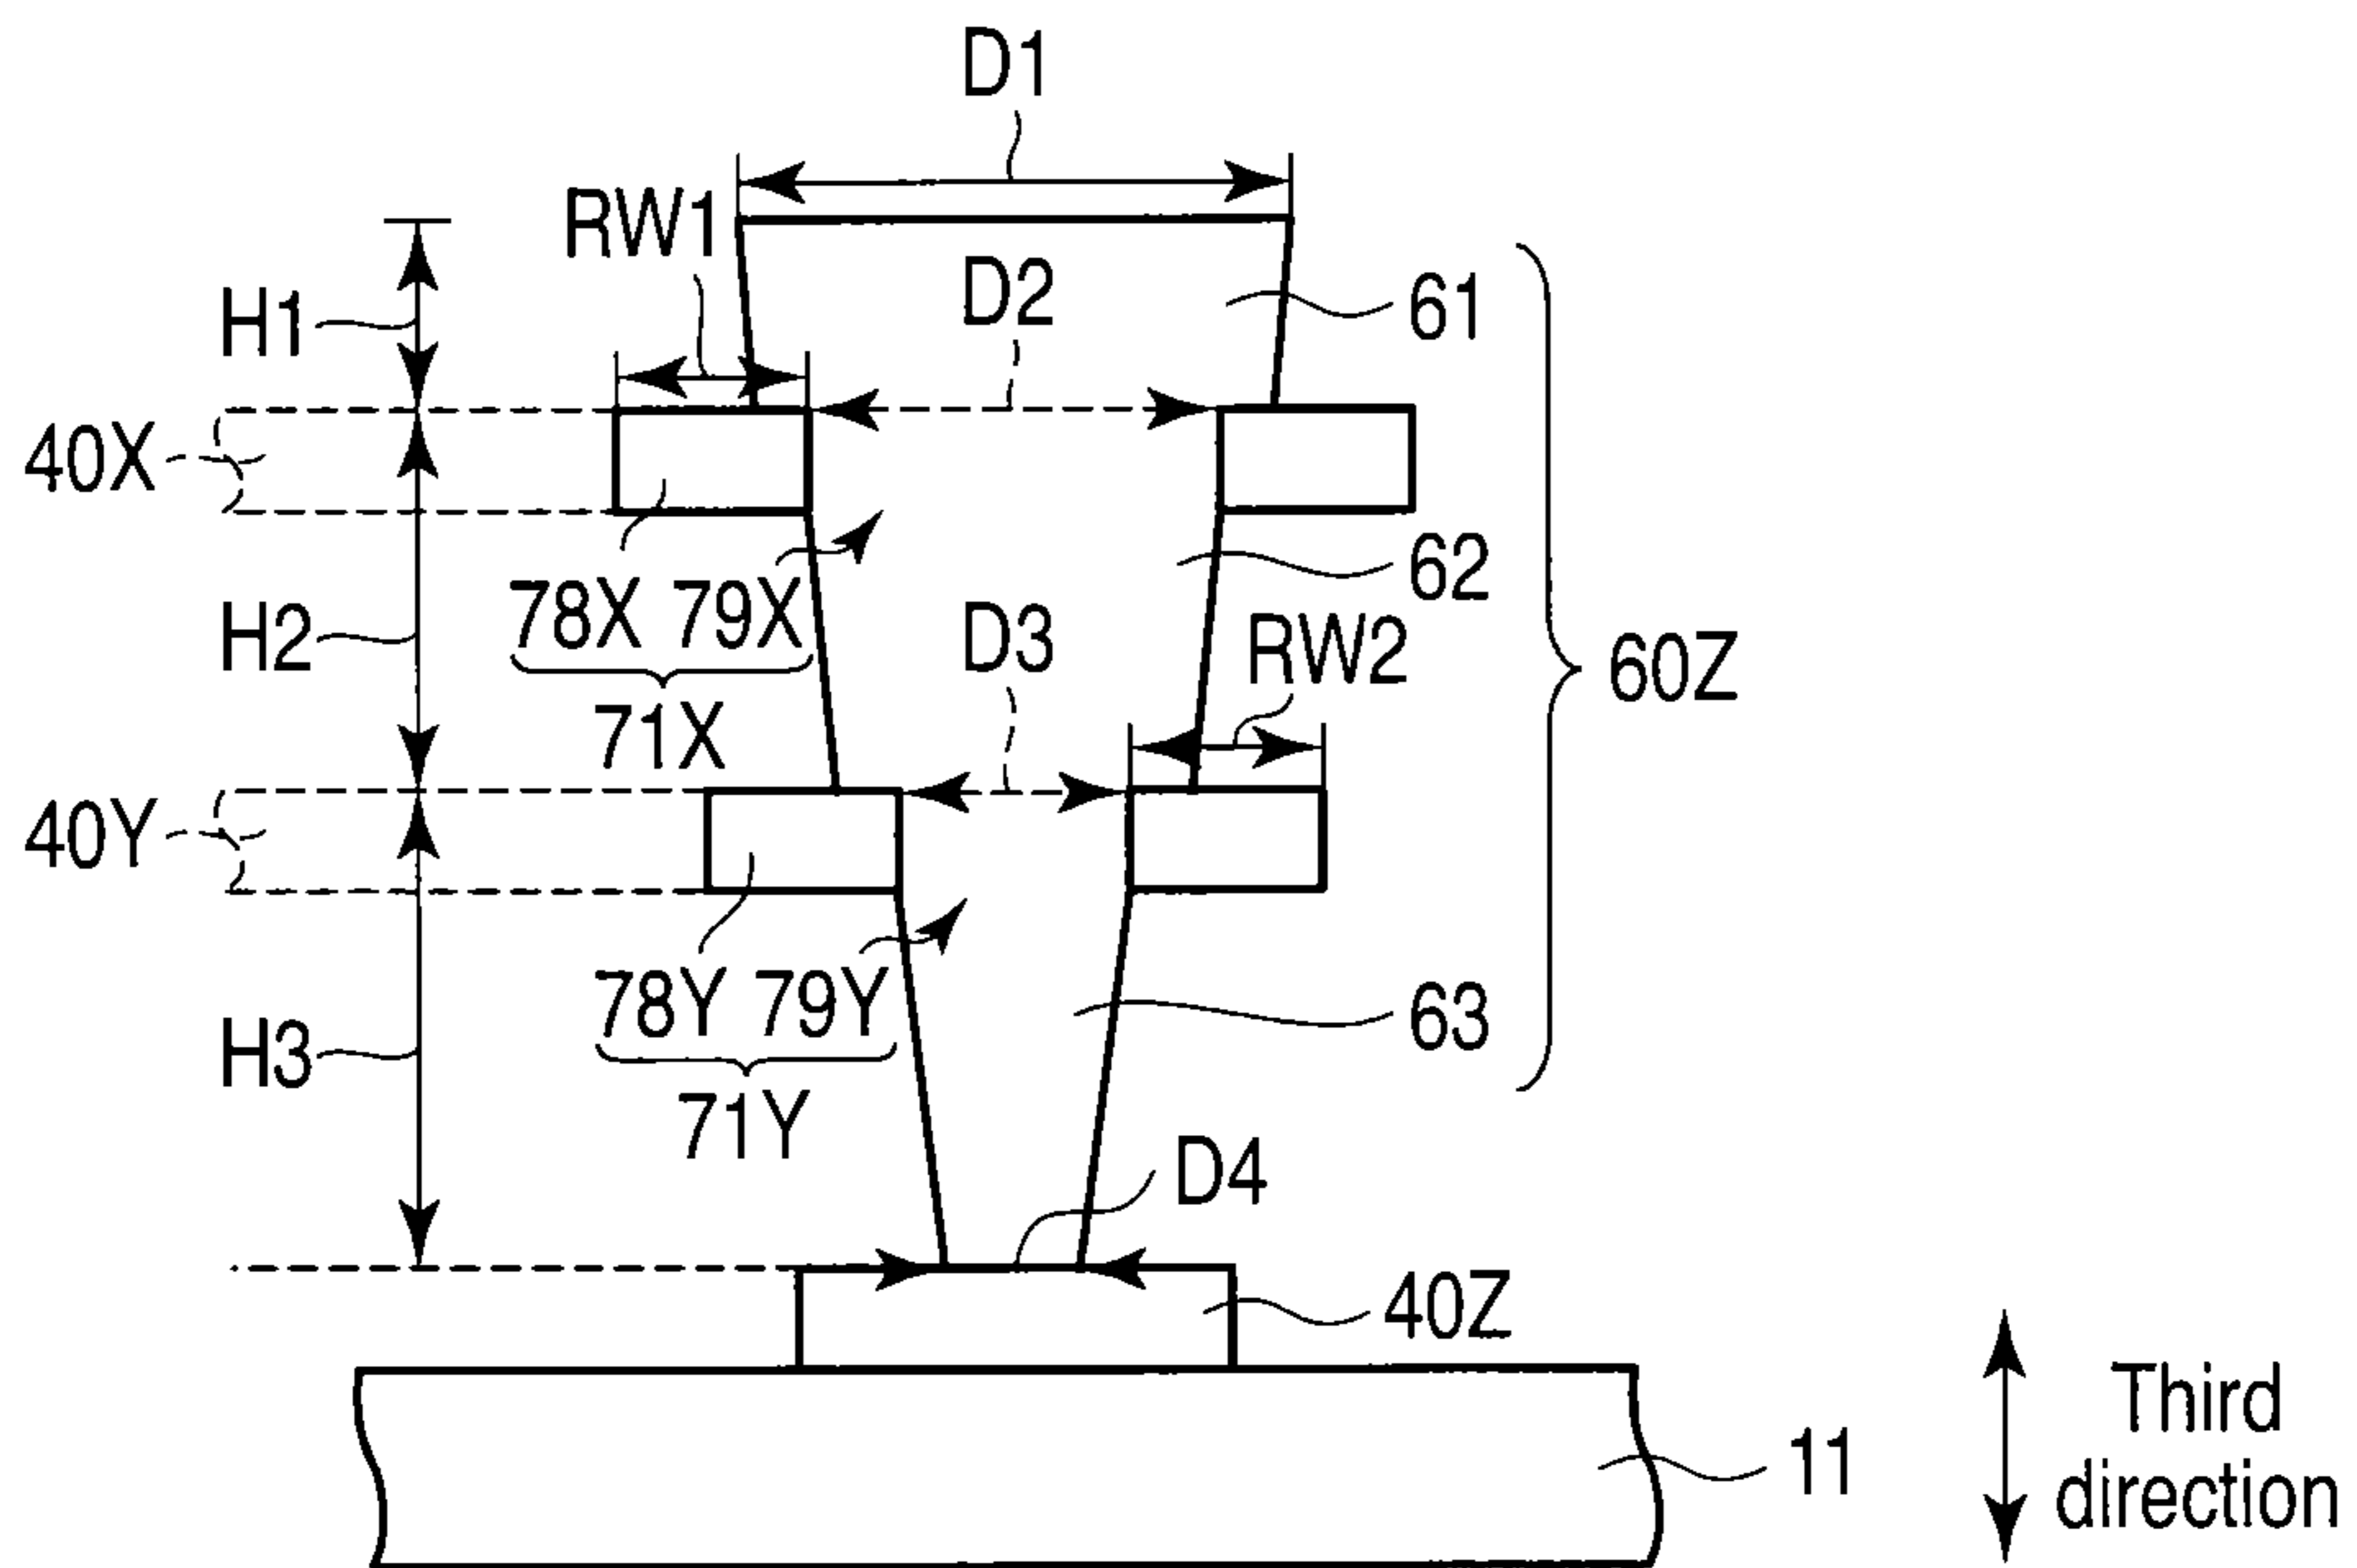 D1
RW1
D2
61
H1
40X
62
78X 79X
D3
RW2
H2
60Z
71X
40Y
78Y 79Y
63
H3
71Y
D4
40Z
Third
direction
11